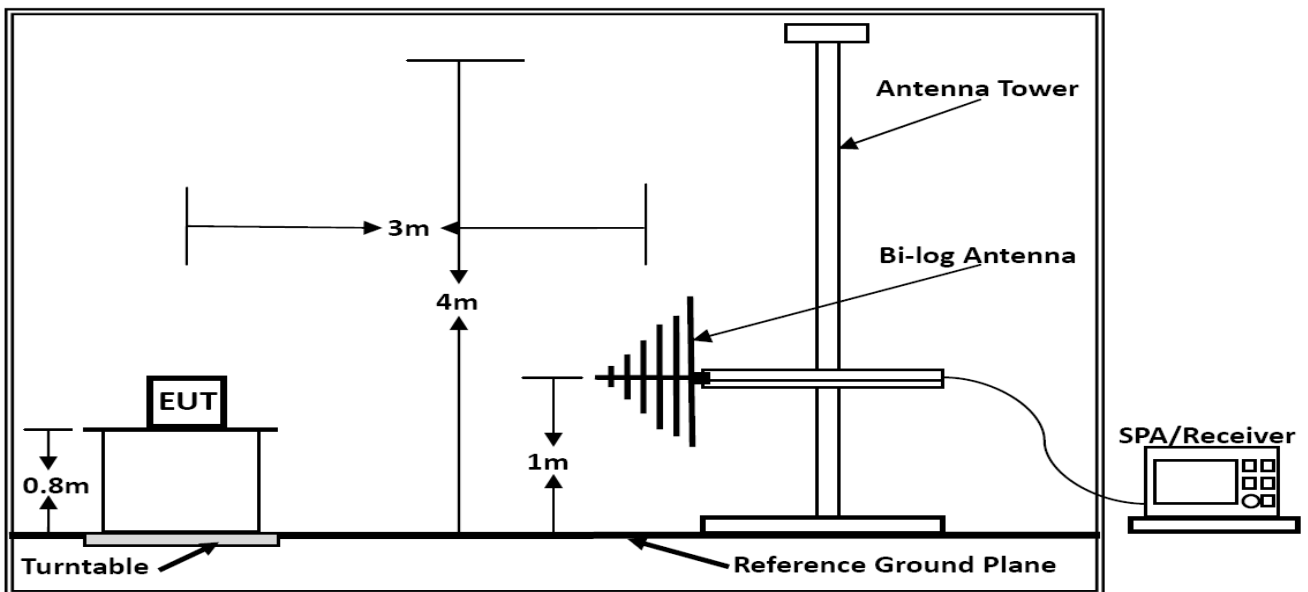 Antenna Tower
3m
Bi-log Antenna
4m
EUT
SPA/Receiver
1m
0.8m
Turntable
Reference Ground Plane